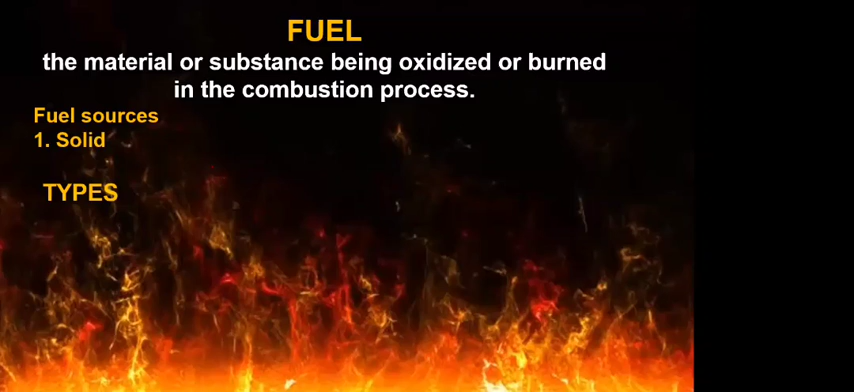 FUEL
the material or substance being oxidized or burned
in the combustion process.
Fuel sources
1. Solid
TYPES